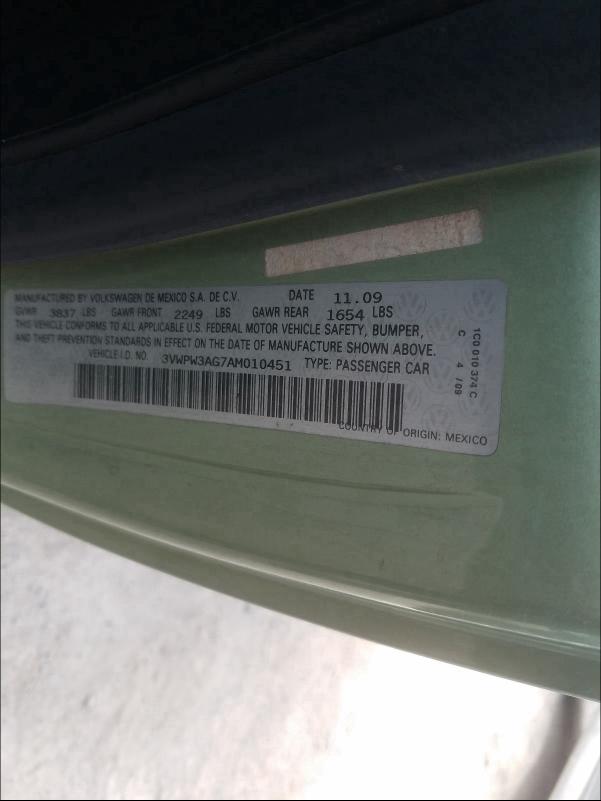 MANUFACTURED BY VOLKSWAGEN DE MEXICO S.A. DE C.V. DATE 11.09
GVWR 3837 LBS GAWR FRONT 2249 LBS GAWR REAR 1654 LBS
THIS VEHICLE CONFORMS TO ALL APPLICABLE U.S. FEDERAL MOTOR VEHICLE SAFETY, BUMPER,
AND THEFT PREVENTION STANDARDS IN EFFECT ON THE DATE OF MANUFACTURE SHOWN ABOVE.
VEHICLE I.D. NO. 3VWPW3AG7AM010451 TYPE: PASSENGER CAR
COUNTRY OF ORIGIN: MEXICO
1C0 010 374 C
C 4 /09